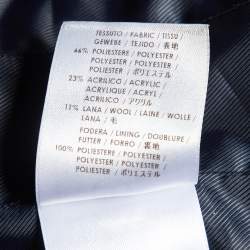 TESSUTO / FABRIC / TISSU /
GEWEBE / TEJIDO / 表地
66% POLIESTERE / POLYESTER /
POLYESTER / POLYESTER /
POLIESTER / ポリエステル
23% ACRILICO / ACRYLIC /
ACRYLIQUE / ACRYL /
ACRILICO / アクリル
11% LANA / WOOL / LAINE / WOLLE /
LANA / 毛
FODERA / LINING / DOUBLURE /
FUTTER / FORRO / 裏地
100% POLIESTERE / POLYESTER /
POLYESTER / POLYESTER /
POLIESTER / ポリエステル